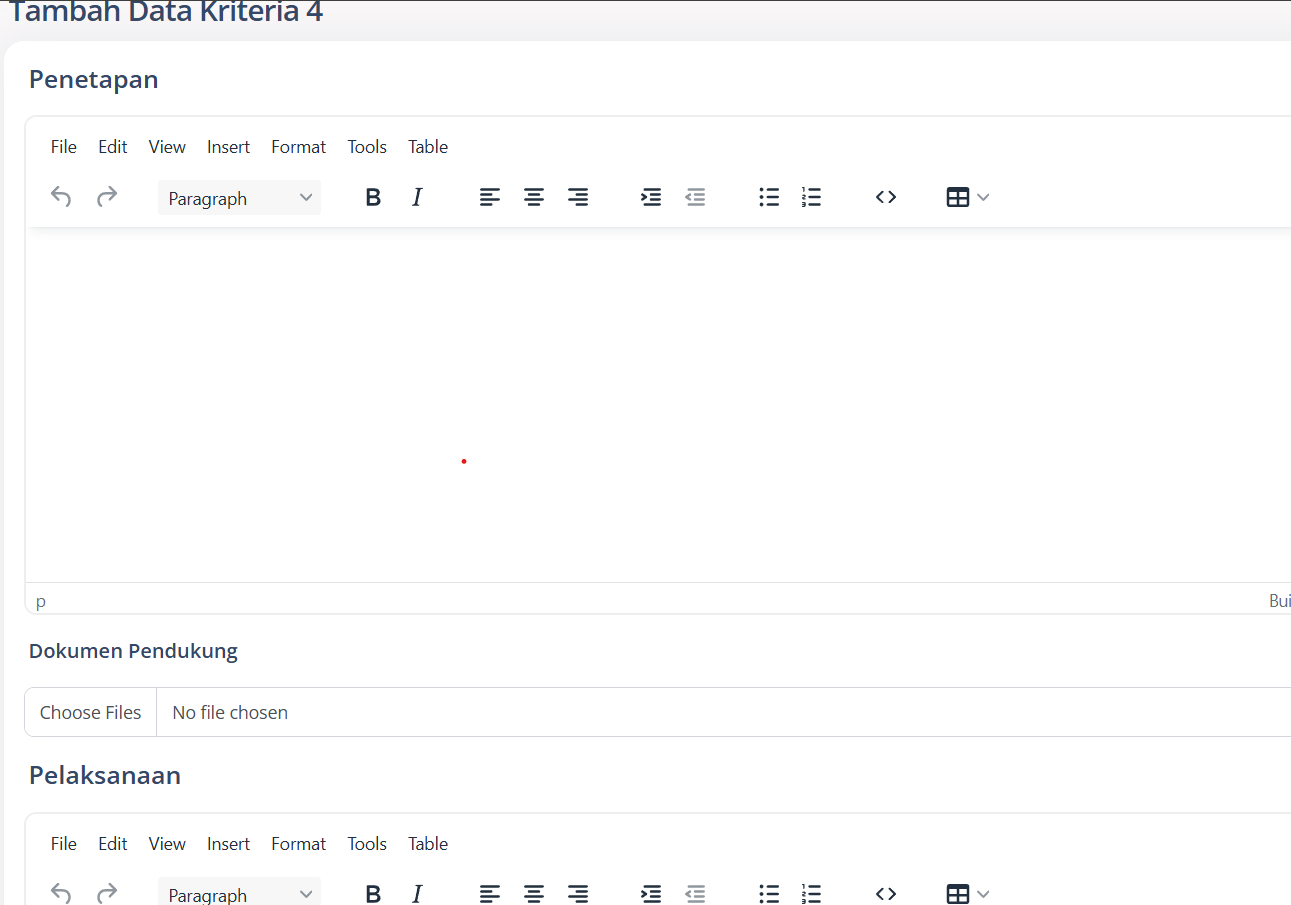 Tambah Data Kriteria 4
Penetapan
File Edit View Insert Format Tools Table
Paragraph B I
p Bui
Dokumen Pendukung
Choose Files No file chosen
Pelaksanaan
File Edit View Insert Format Tools Table
Paragraph B I